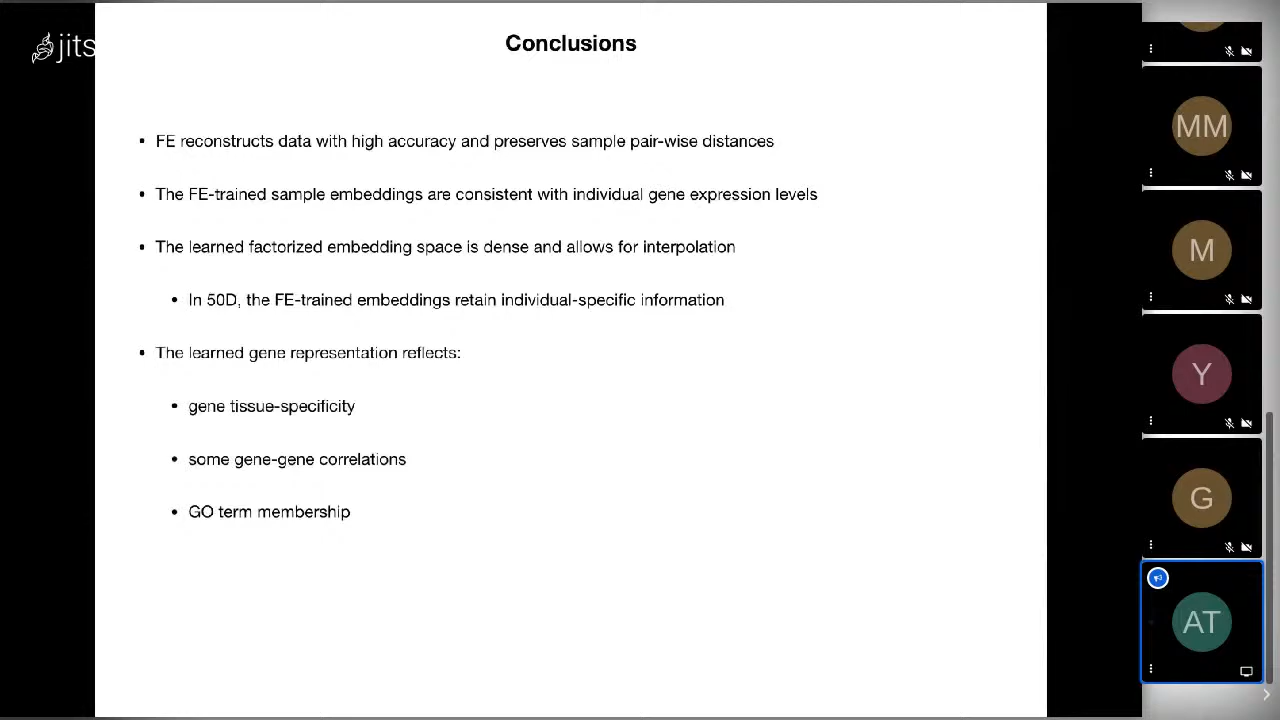 jits
Conclusions
• FE reconstructs data with high accuracy and preserves sample pair-wise distances
• The FE-trained sample embeddings are consistent with individual gene expression levels
• The learned factorized embedding space is dense and allows for interpolation
• In 50D, the FE-trained embeddings retain individual-specific information
• The learned gene representation reflects:
• gene tissue-specificity
• some gene-gene correlations
• GO term membership
MM
M
Y
G
AT